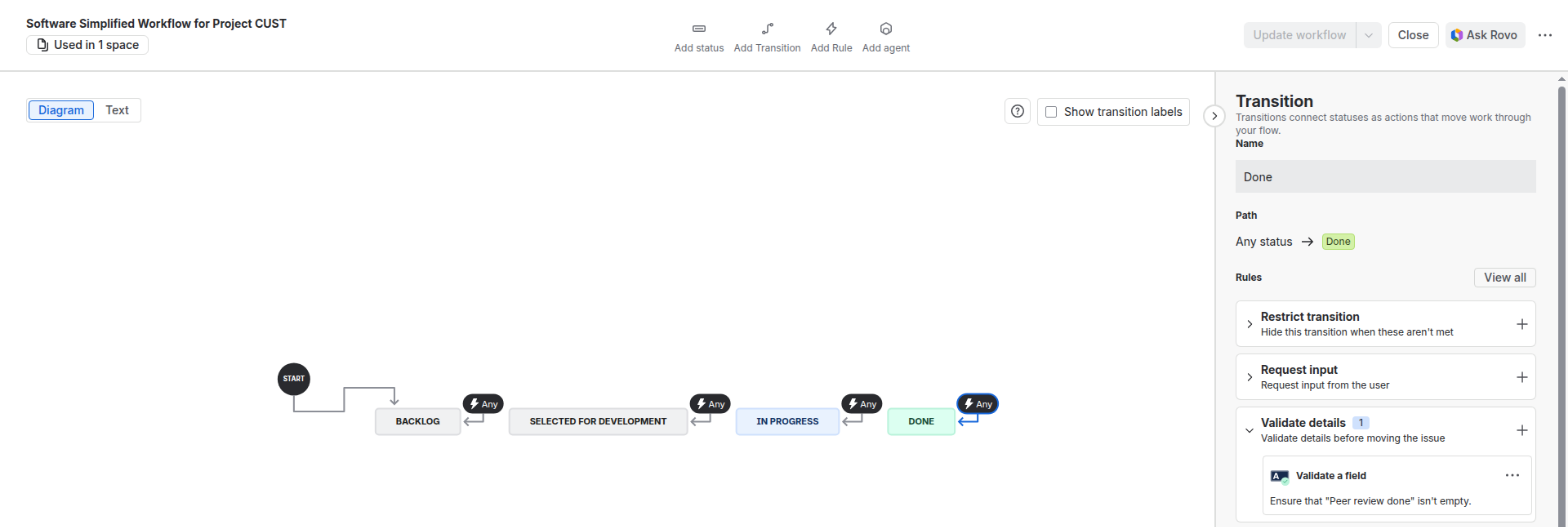 Software Simplified Workflow for Project CUST
Used in 1 space
Add status
Add Transition
Add Rule
Add agent
Update workflow
Close
Ask Rovo
Diagram
Text
Show transition labels
START
BACKLOG
Any
SELECTED FOR DEVELOPMENT
Any
IN PROGRESS
Any
DONE
Any
Transition
Transitions connect statuses as actions that move work through
your flow.
Name
Done
Path
Any status → Done
Rules
View all
Restrict transition
Hide this transition when these aren't met
Request input
Request input from the user
Validate details 1
Validate details before moving the issue
A
Validate a field
Ensure that "Peer review done" isn't empty.